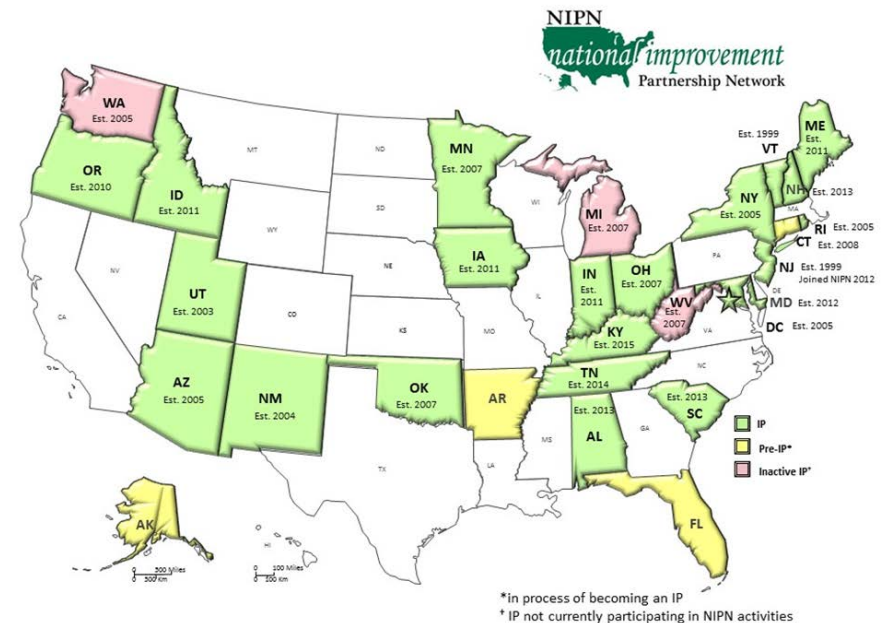 NIPN
national improvement
Partnership Network
WA
Est. 2005
OR
Est. 2010
ID
Est. 2011
MT
ND
SD
WY
NE
NV
CA
UT
Est. 2003
CO
KS
AZ
Est. 2005
NM
Est. 2004
OK
Est. 2007
TX
MN
Est. 2007
IA
Est. 2011
MO
AR
LA
WI
IL
MI
Est. 2007
IN
Est.
2011
OH
Est. 2007
KY
Est. 2015
TN
Est. 2014
MS
Est. 2013
AL
GA
FL
Est. 2013
SC
NC
VA
WV
Est.
2007
PA
NY
Est. 2005
Est. 1999
VT
ME
Est.
2011
NH
Est. 2013
MA
RI Est. 2005
CT Est. 2008
NJ Est. 1999
Joined NIPN 2012
DE
MD Est. 2012
DC Est. 2005
AK
HI
0 300 Miles
0 300 Km
0 100 Miles
0 100 Km
IP
Pre-IP*
Inactive IP†
*in process of becoming an IP
† IP not currently participating in NIPN activities